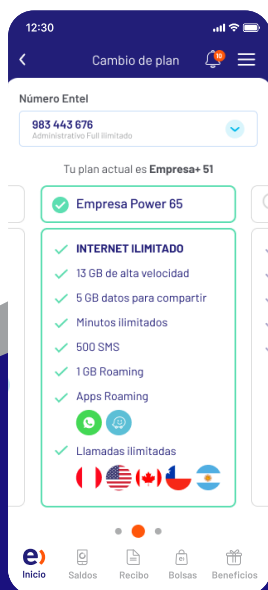 12:30
Cambio de plan
10
Número Entel
983 443 676
Administrativo Full ilimitado
Tu plan actual es Empresa+ 51
Empresa Power 65
INTERNET ILIMITADO
13 GB de alta velocidad
5 GB datos para compartir
Minutos ilimitados
500 SMS
1 GB Roaming
Apps Roaming
Llamadas ilimitadas
e)
Inicio
Saldos
Recibo
Bolsas
Beneficios